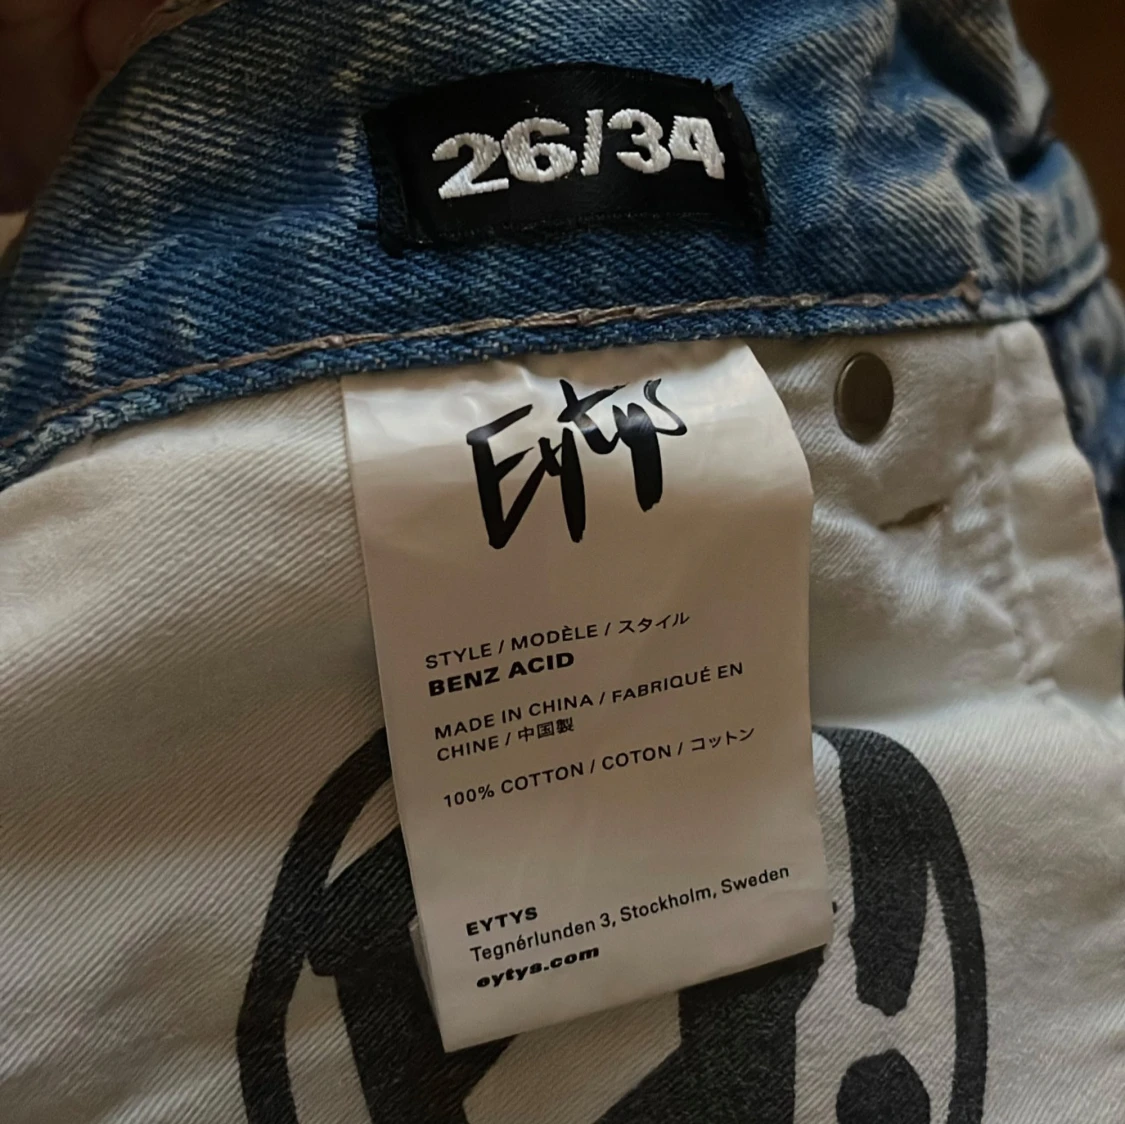 26/34
Eytys
STYLE / MODÈLE / スタイル
BENZ ACID
MADE IN CHINA / FABRIQUÉ EN
CHINE / 中国製
100% COTTON / COTON / コットン
EYTYS
Tegnérlunden 3, Stockholm, Sweden
eytys.com